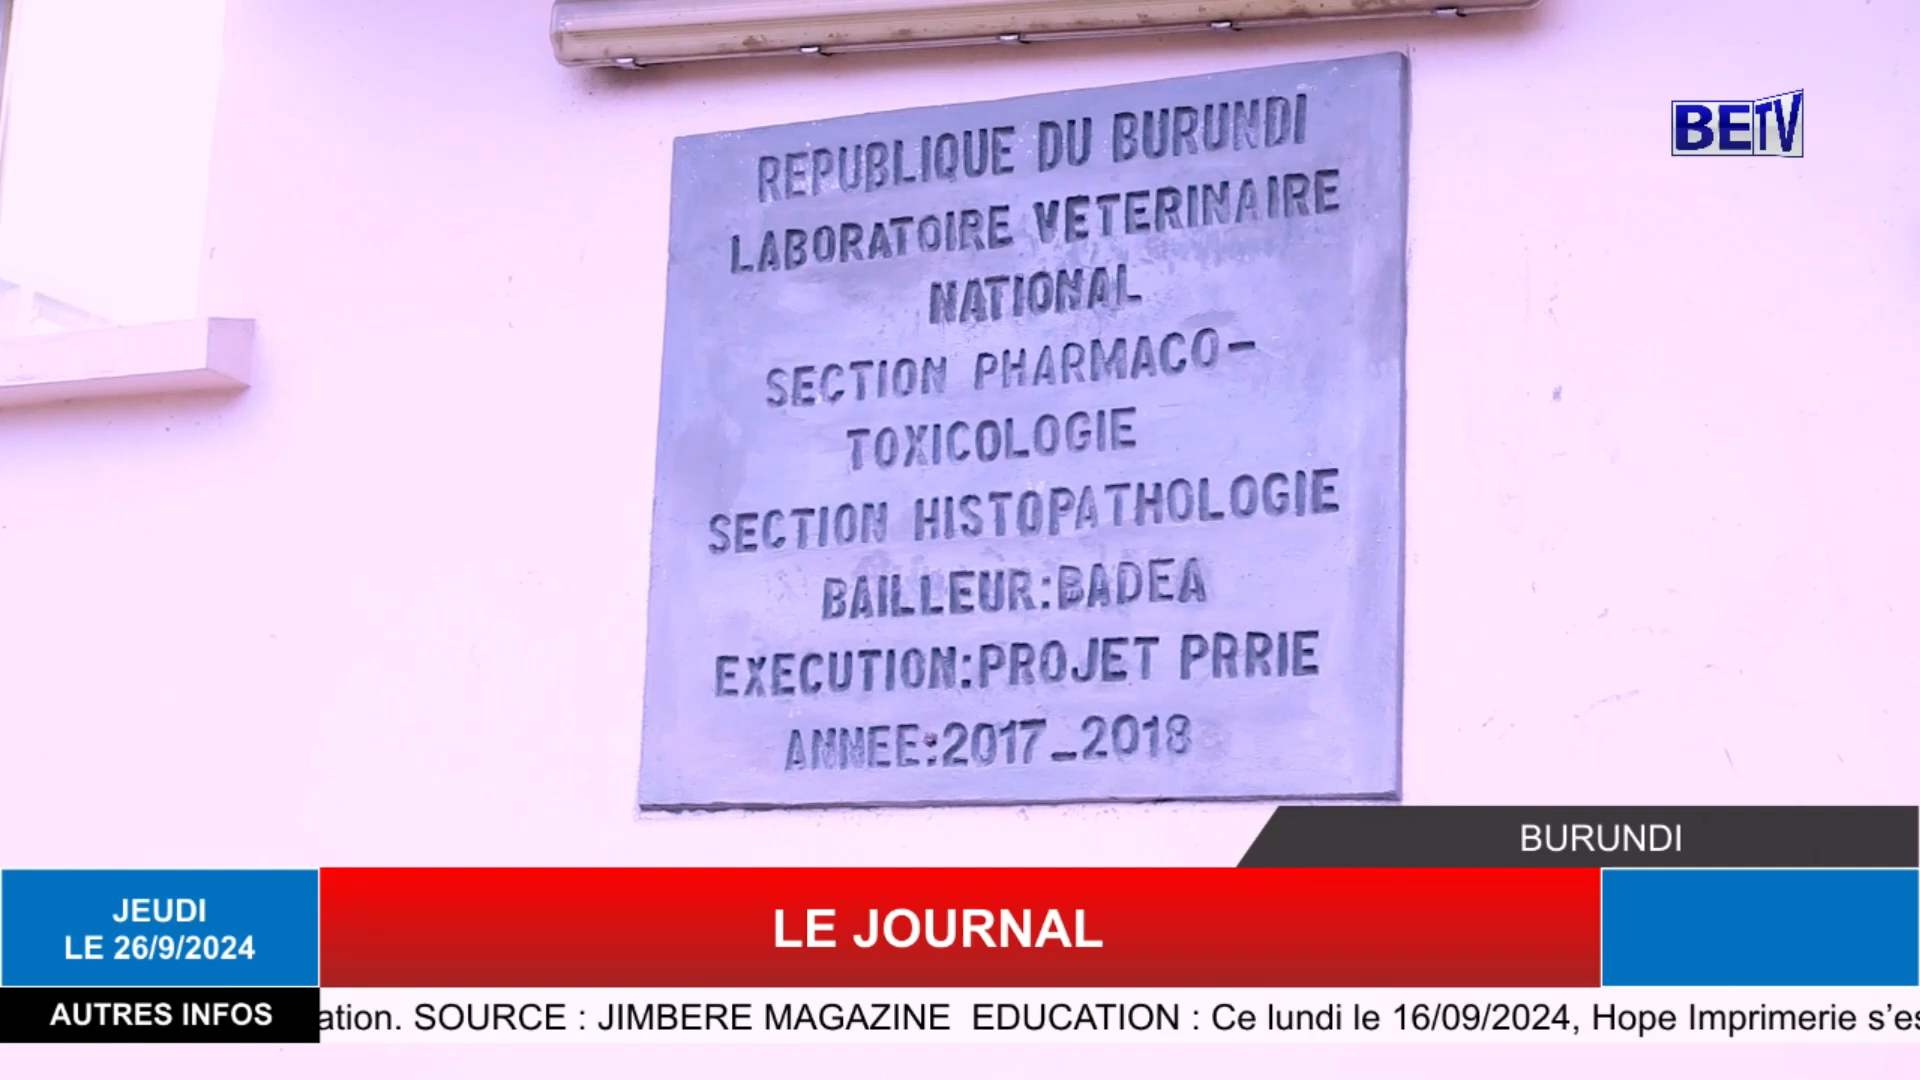 BETV
REPUBLIQUE DU BURUNDI
LABORATOIRE VETERINAIRE
NATIONAL
SECTION PHARMACO-
TOXICOLOGIE
SECTION HISTOPATHOLOGIE
BAILLEUR:BADEA
EXECUTION:PROJET PRRIE
ANNEE:2017_2018
BURUNDI
JEUDI
LE 26/9/2024
LE JOURNAL
AUTRES INFOS
ation. SOURCE : JIMBERE MAGAZINE EDUCATION : Ce lundi le 16/09/2024, Hope Imprimerie s’es